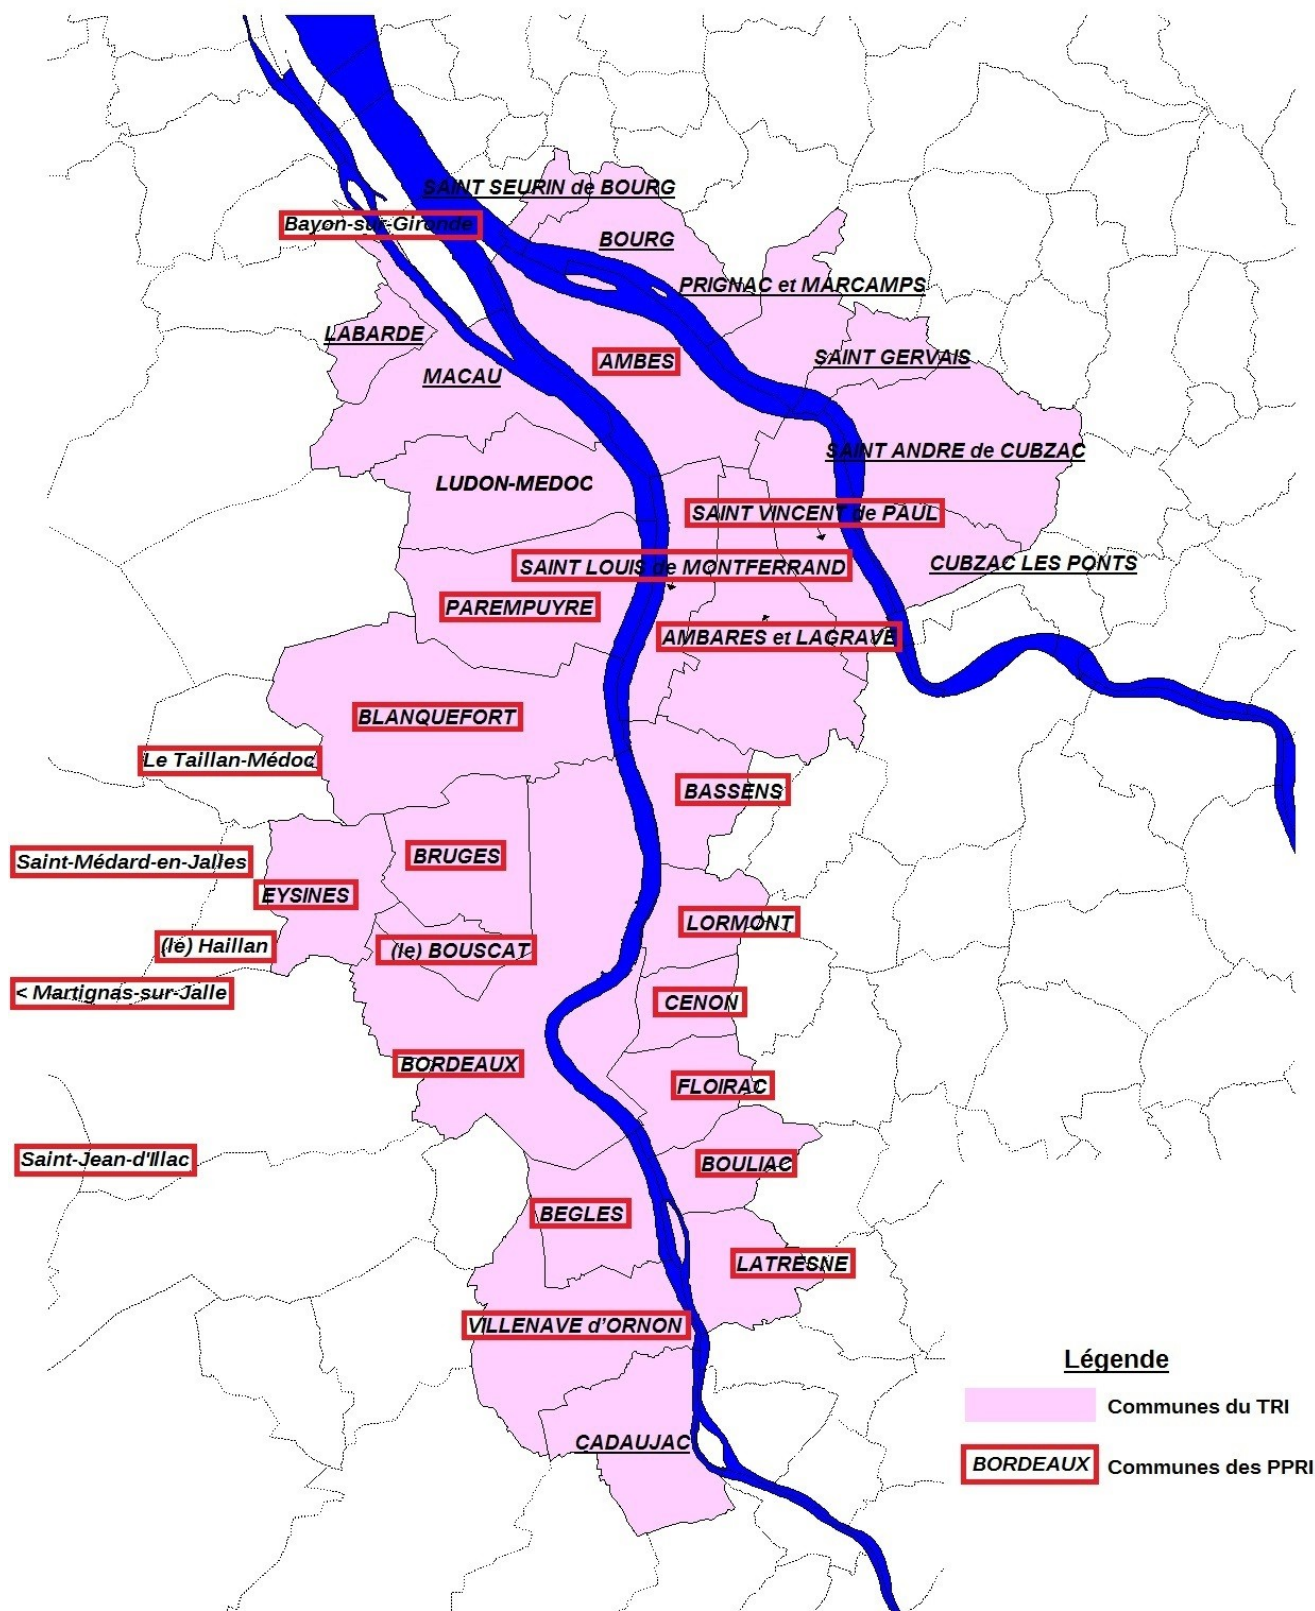 SAINT SEURIN de BOURG
Bayon-sur-Gironde
BOURG
PRIGNAC et MARCAMPS
LABARDE
SAINT GERVAIS
AMBES
MACAU
SAINT ANDRE de CUBZAC
LUDON-MEDOC
SAINT VINCENT de PAUL
CUBZAC LES PONTS
SAINT LOUIS de MONTFERRAND
PAREMPUYRE
AMBARES et LAGRAVE
BLANQUEFORT
Le Taillan-Médoc
BASSENS
BRUGES
Saint-Médard-en-Jalles
EYSINES
LORMONT
(le) Haillan
(le) BOUSCAT
< Martignas-sur-Jalle
CENON
BORDEAUX
FLOIRAC
Saint-Jean-d'Illac
BOULIAC
BEGLES
LATRESNE
VILLENAVE d'ORNON
CADAUJAC
Légende
Communes du TRI
BORDEAUX Communes des PPRI